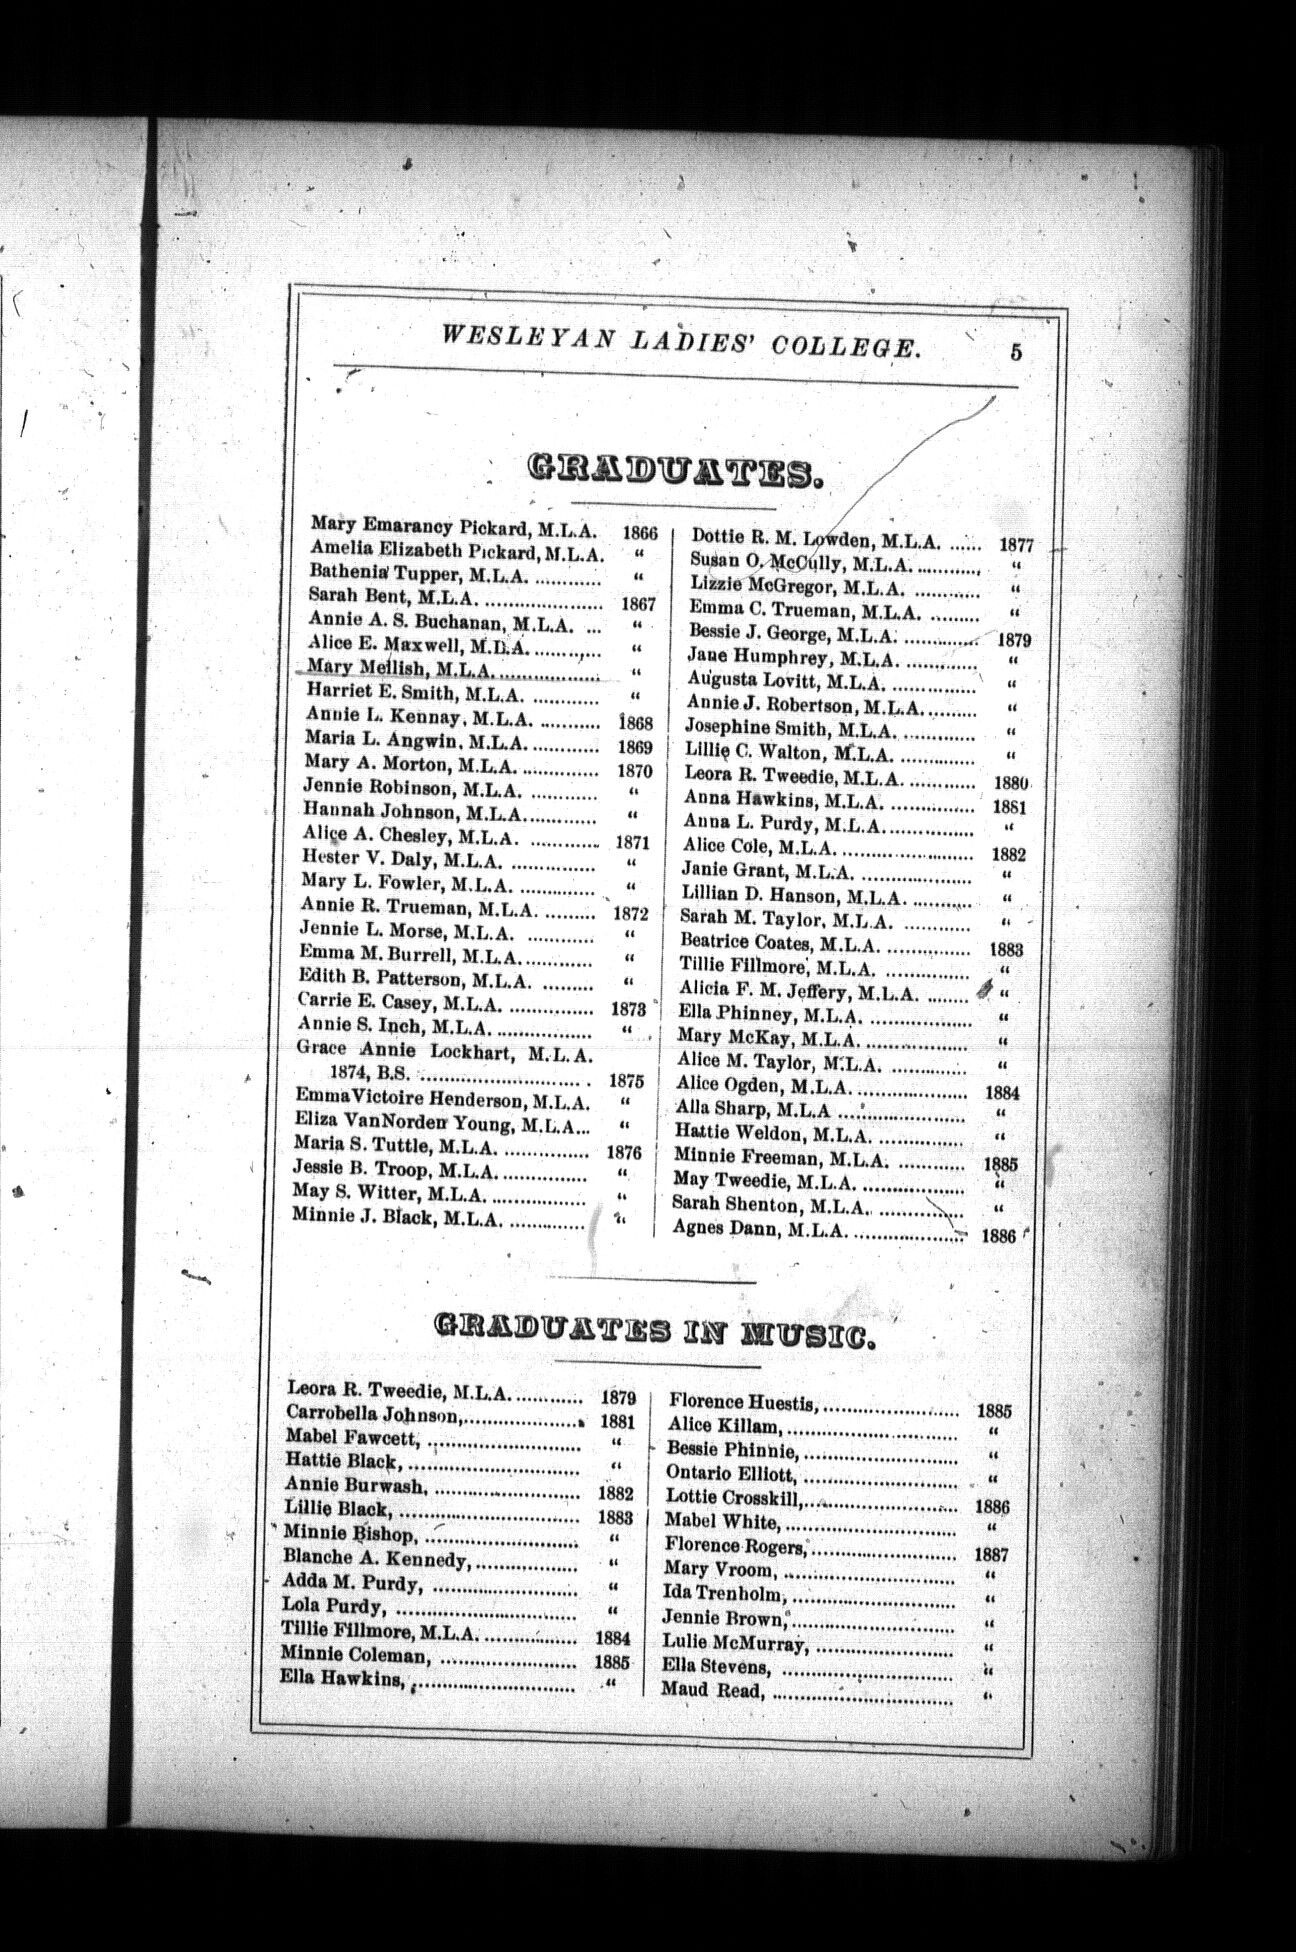 WESLEYAN LADIES' COLLEGE. 5
GRADUATES.
Mary Emarancy Pickard, M.L.A. 1866
Amelia Elizabeth Pickard, M.L.A. “
Bathenia Tupper, M.L.A. ............ “
Sarah Bent, M.L.A. .................... 1867
Annie A. S. Buchanan, M.L.A. ... “
Alice E. Maxwell, M.L.A. ............ “
Mary Mellish, M.L.A. .................. “
Harriet E. Smith, M.L.A. ............ “
Annie L. Kennay, M.L.A. ........... 1868
Maria L. Angwin, M.L.A. ............ 1869
Mary A. Morton, M.L.A. .............. 1870
Jennie Robinson, M.L.A. ............ “
Hannah Johnson, M.L.A. ............ “
Alice A. Chesley, M.L.A. ............ 1871
Hester V. Daly, M.L.A. ............... “
Mary L. Fowler, M.L.A. .............. “
Annie R. Trueman, M.L.A. ......... 1872
Jennie L. Morse, M.L.A. ............ “
Emma M. Burrell, M.L.A. ............ “
Edith B. Patterson, M.L.A. ......... “
Carrie E. Casey, M.L.A. ............... 1873
Annie S. Inch, M.L.A. ................. “
Grace Annie Lockhart, M.L.A.
1874, B.S. .............................. 1875
Emma Victoire Henderson, M.L.A. “
Eliza VanNorden Young, M.L.A... “
Maria S. Tuttle, M.L.A. ............... 1876
Jessie B. Troop, M.L.A. ............... “
May S. Witter, M.L.A. ................. “
Minnie J. Black, M.L.A. .............. “
Dottie R. M. Lowden, M.L.A. ...... 1877
Susan O. McCully, M.L.A. ............ “
Lizzie McGregor, M.L.A. ............ “
Emma C. Trueman, M.L.A. ......... “
Bessie J. George, M.L.A. .............. 1879
Jane Humphrey, M.L.A. ............. “
Augusta Lovitt, M.L.A. ............... “
Annie J. Robertson, M.L.A. ......... “
Josephine Smith, M.L.A. ............. “
Lillie C. Walton, M.L.A. .............. “
Leora R. Tweedie, M.L.A. ............ 1880
Anna Hawkins, M.L.A. ............... 1881
Anna L. Purdy, M.L.A. ................ “
Alice Cole, M.L.A. ....................... 1882
Janie Grant, M.L.A. .................... “
Lillian D. Hanson, M.L.A. ............ “
Sarah M. Taylor, M.L.A. ............ “
Beatrice Coates, M.L.A. ............... 1883
Tillie Fillmore, M.L.A. ............... “
Alicia F. M. Jeffery, M.L.A. ........ “
Ella Phinney, M.L.A. .................. “
Mary McKay, M.L.A. ................... “
Alice M. Taylor, M.L.A. .............. “
Alice Ogden, M.L.A. .................... 1884
Alla Sharp, M.L.A ....................... “
Hattie Weldon, M.L.A. ................ “
Minnie Freeman, M.L.A. ............ 1885
May Tweedie, M.L.A. ................... “
Sarah Shenton, M.L.A. ................ “
Agnes Dann, M.L.A. .................... 1886
GRADUATES IN MUSIC.
Leora R. Tweedie, M.L.A. ............ 1879
Carrobella Johnson, ..................... 1881
Mabel Fawcett, ............................ “
Hattie Black, ............................... “
Annie Burwash, ........................... 1882
Lillie Black, ................................ 1883
Minnie Bishop, ............................ “
Blanche A. Kennedy, ................... “
Adda M. Purdy, ........................... “
Lola Purdy, ................................. “
Tillie Fillmore, M.L.A. ................ 1884
Minnie Coleman, ......................... 1885
Ella Hawkins, .............................. “
Florence Huestis, ......................... 1885
Alice Killam, ............................... “
Bessie Phinnie, ............................ “
Ontario Elliott, ............................ “
Lottie Crosskill, ........................... 1886
Mabel White, ............................... “
Florence Rogers, .......................... 1887
Mary Vroom, ............................... “
Ida Trenholm, ............................. “
Jennie Brown, ............................. “
Lulie McMurray, ......................... “
Ella Stevens, ............................... “
Maud Read, ................................. “